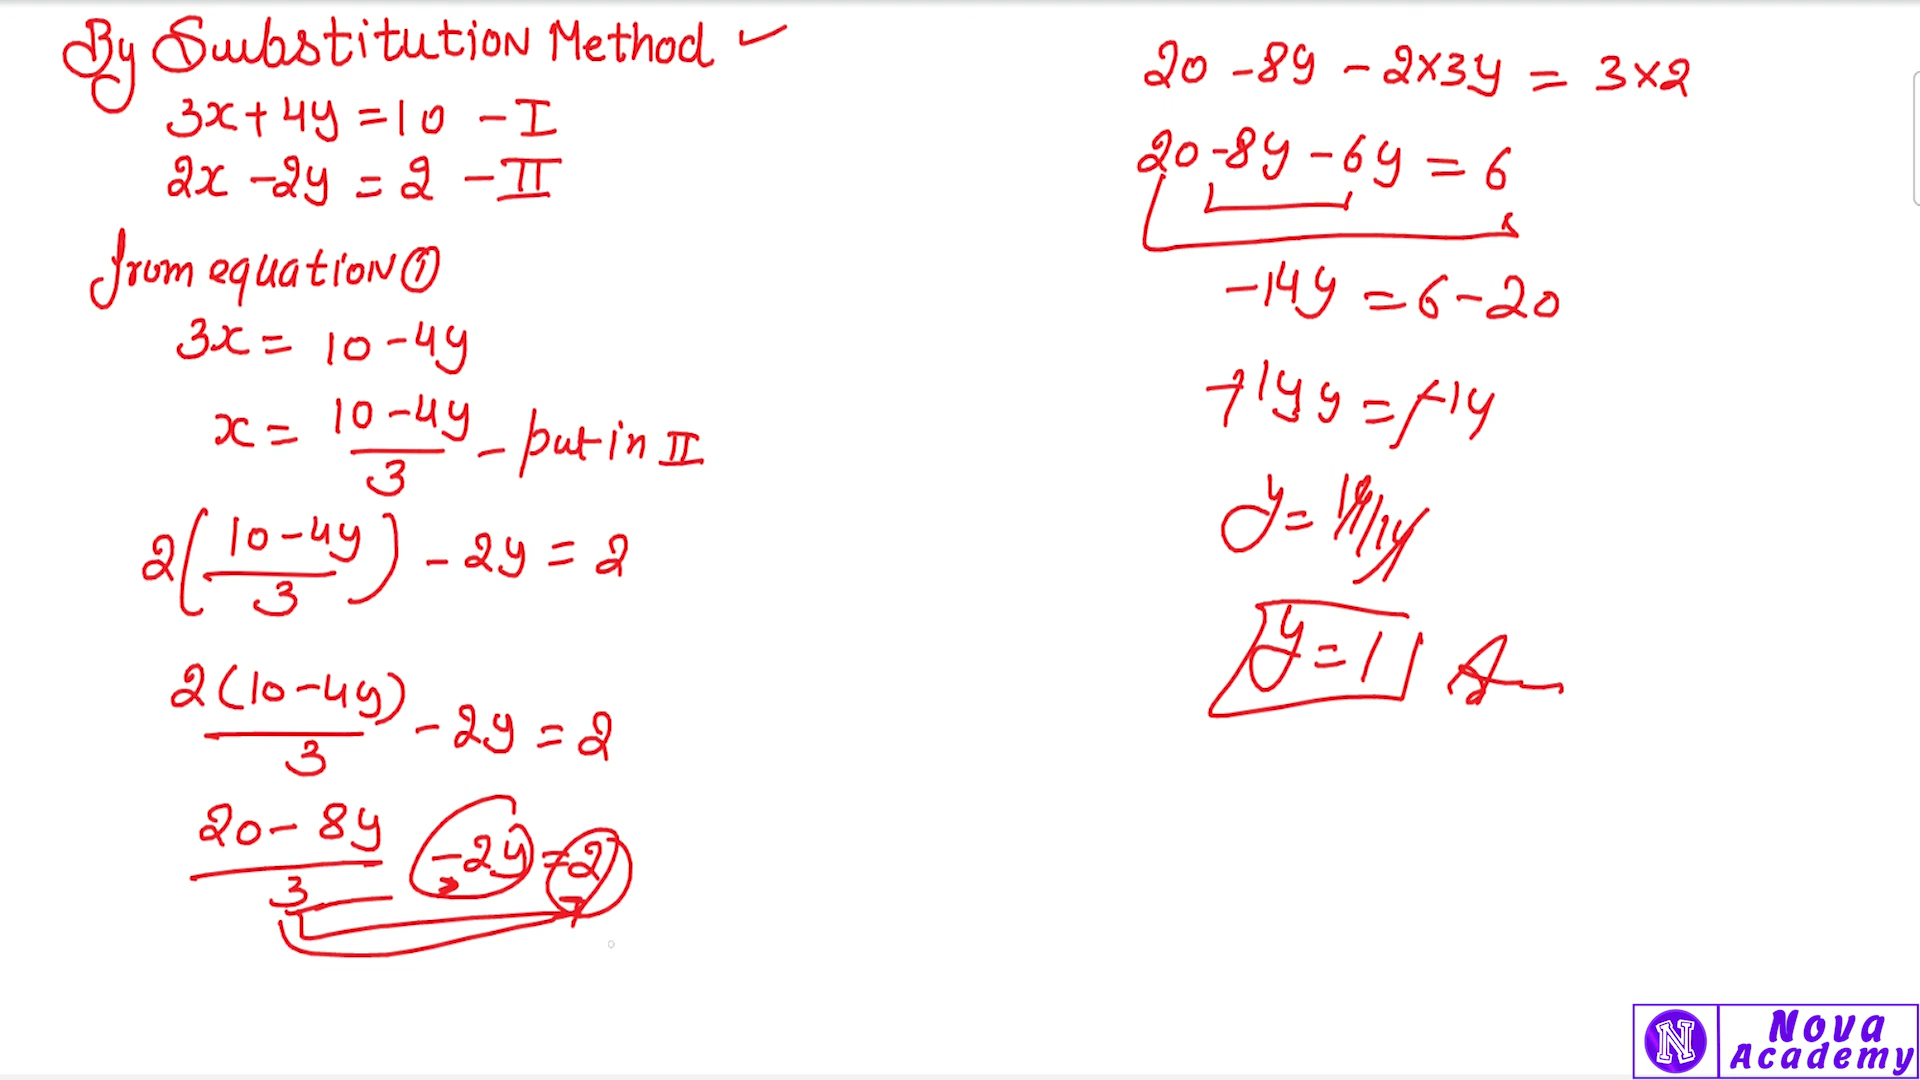 By Substitution Method ✓
3x + 4y = 10 - I
2x - 2y = 2 - II
from equation ①
3x = 10 - 4y
x = (10 - 4y)/3 - put in II
2((10 - 4y)/3) - 2y = 2
2(10 - 4y)/3 - 2y = 2
(20 - 8y)/3 - 2y = 2
20 - 8y - 2×3y = 3×2
20 - 8y - 6y = 6
-14y = 6 - 20
-14y = -14
y = 14/14
y = 1
Nova
Academy